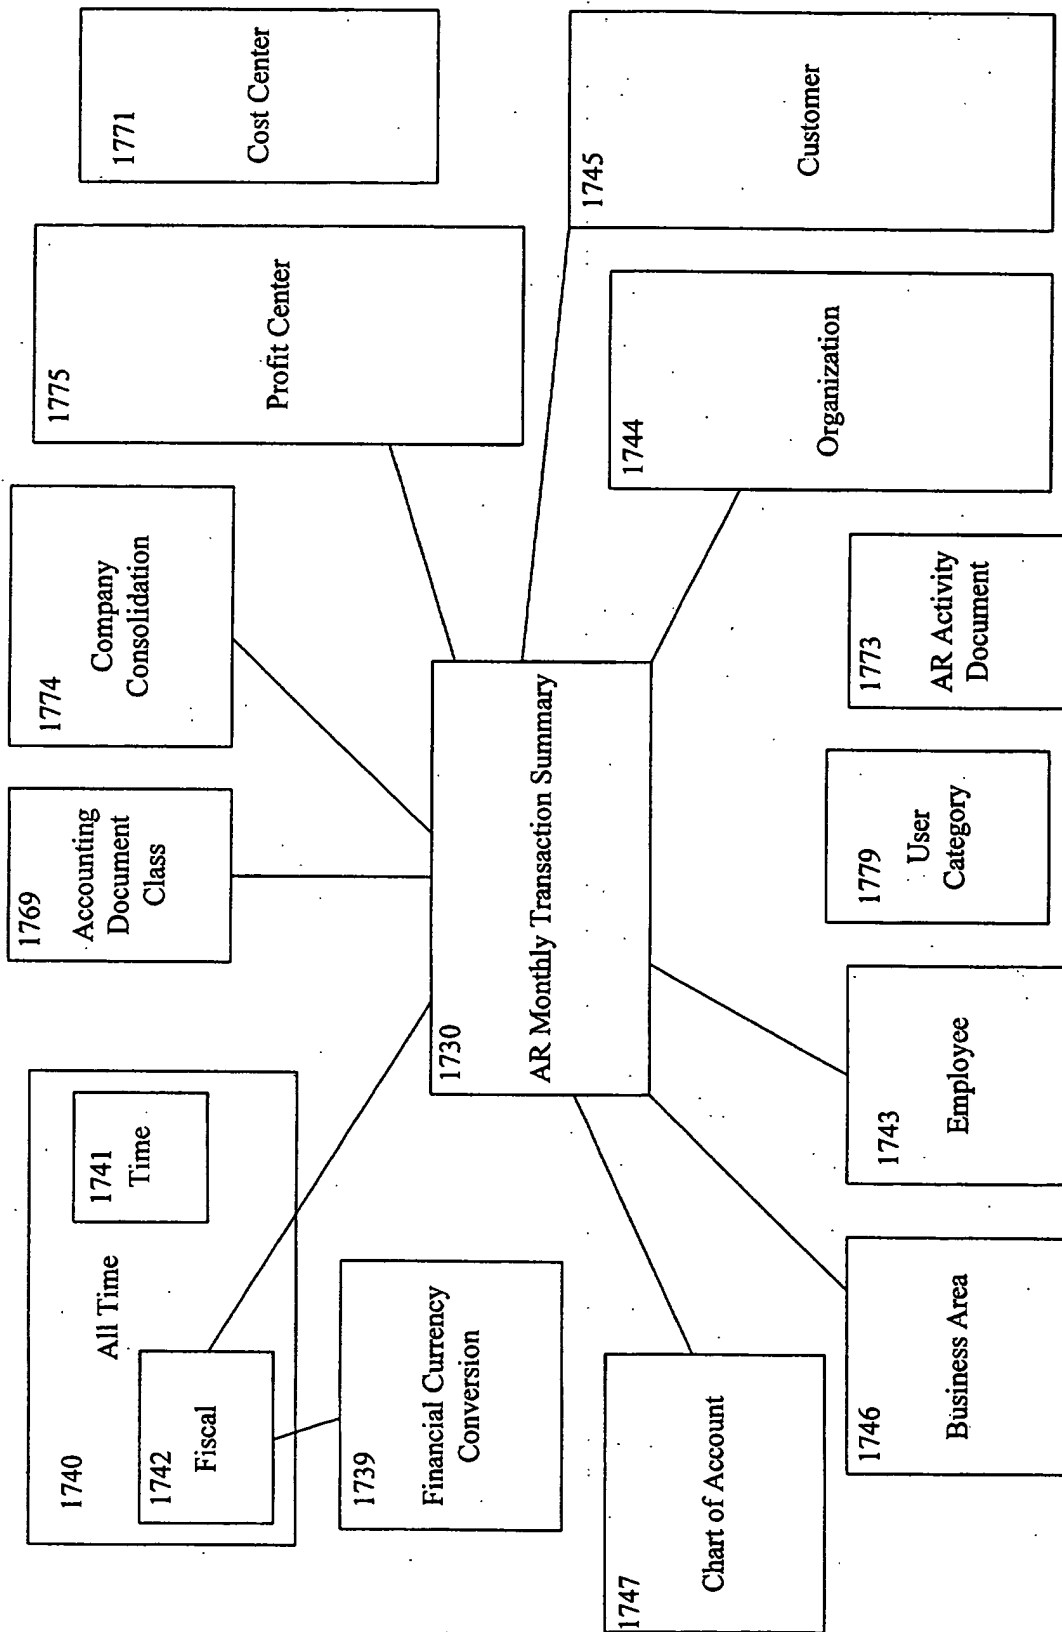 1740
All Time
1741
Time
1742
Fiscal
1739
Financial Currency
Conversion
1769
Accounting
Document
Class
1774
Company
Consolidation
1775
Profit Center
1771
Cost Center
1730
AR Monthly Transaction Summary
1745
Customer
1744
Organization
1747
Chart of Account
1746
Business Area
1743
Employee
1779
User
Category
1773
AR Activity
Document